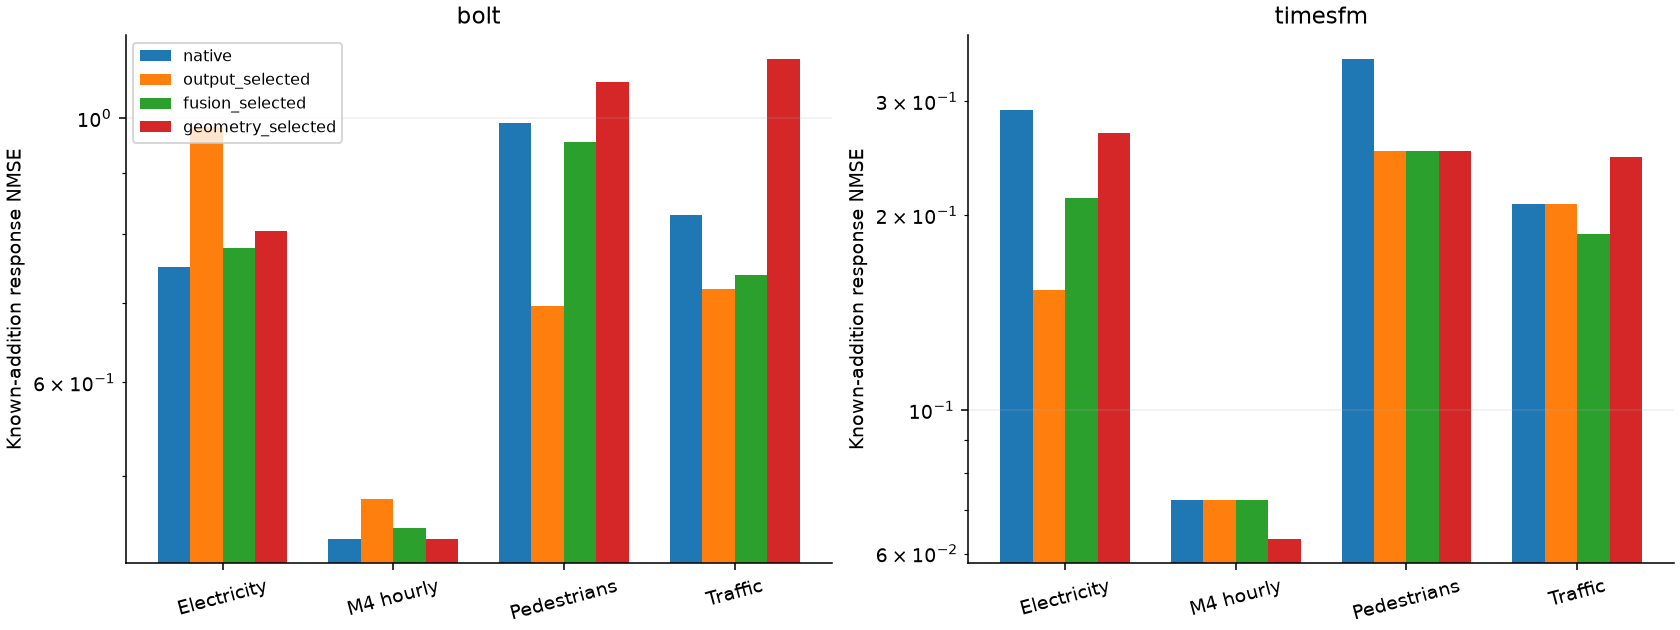 bolt
Known-addition response NMSE
10⁰
6 × 10⁻¹
native
output_selected
fusion_selected
geometry_selected
Electricity
M4 hourly
Pedestrians
Traffic
timesfm
Known-addition response NMSE
3 × 10⁻¹
2 × 10⁻¹
10⁻¹
6 × 10⁻²
Electricity
M4 hourly
Pedestrians
Traffic